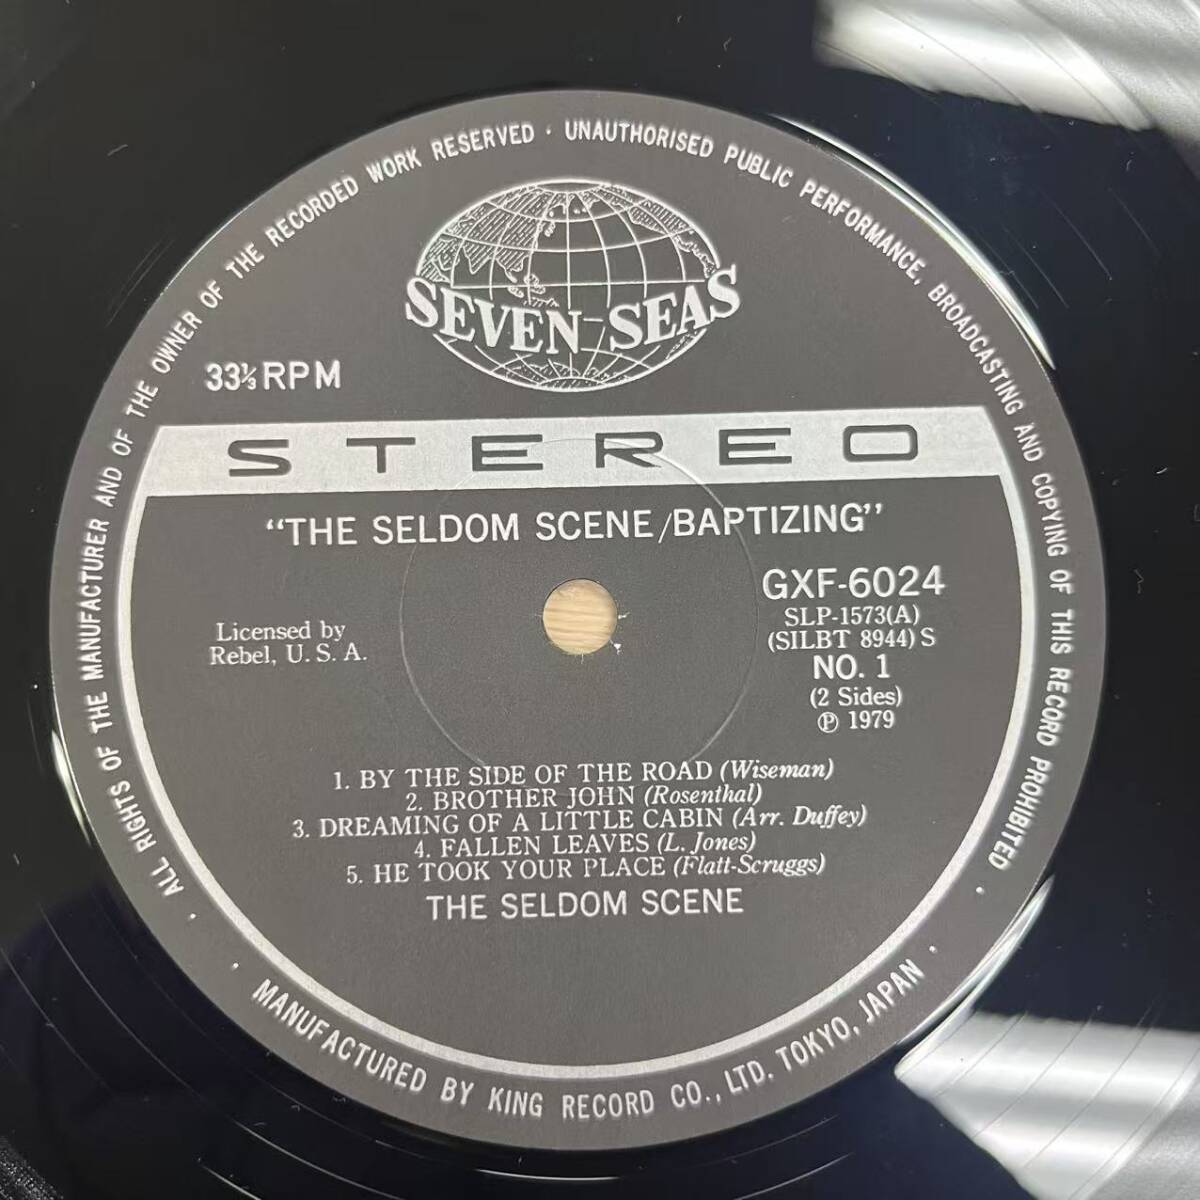 ALL RIGHTS OF THE MANUFACTURER AND OF THE OWNER OF THE RECORDED WORK RESERVED · UNAUTHORISED PUBLIC PERFORMANCE, BROADCASTING AND COPYING OF THIS RECORD PROHIBITED ·
SEVEN SEAS
33⅓ RPM
STEREO
"THE SELDOM SCENE/BAPTIZING"
GXF-6024
SLP-1573(A)
(SILBT 8944) S
NO. 1
(2 Sides)
Ⓟ 1979
Licensed by
Rebel, U. S. A.
1. BY THE SIDE OF THE ROAD (Wiseman)
2. BROTHER JOHN (Rosenthal)
3. DREAMING OF A LITTLE CABIN (Arr. Duffey)
4. FALLEN LEAVES (L. Jones)
5. HE TOOK YOUR PLACE (Flatt-Scruggs)
THE SELDOM SCENE
· MANUFACTURED BY KING RECORD CO., LTD. TOKYO, JAPAN ·